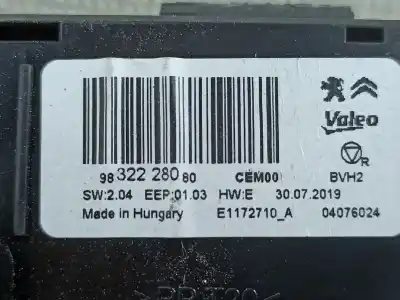 Valeo
R
98 322 280 80 CEM00 BVH2
SW:2.04 EEP:01.03 HW:E 30.07.2019
Made in Hungary E1172710_A 04076024